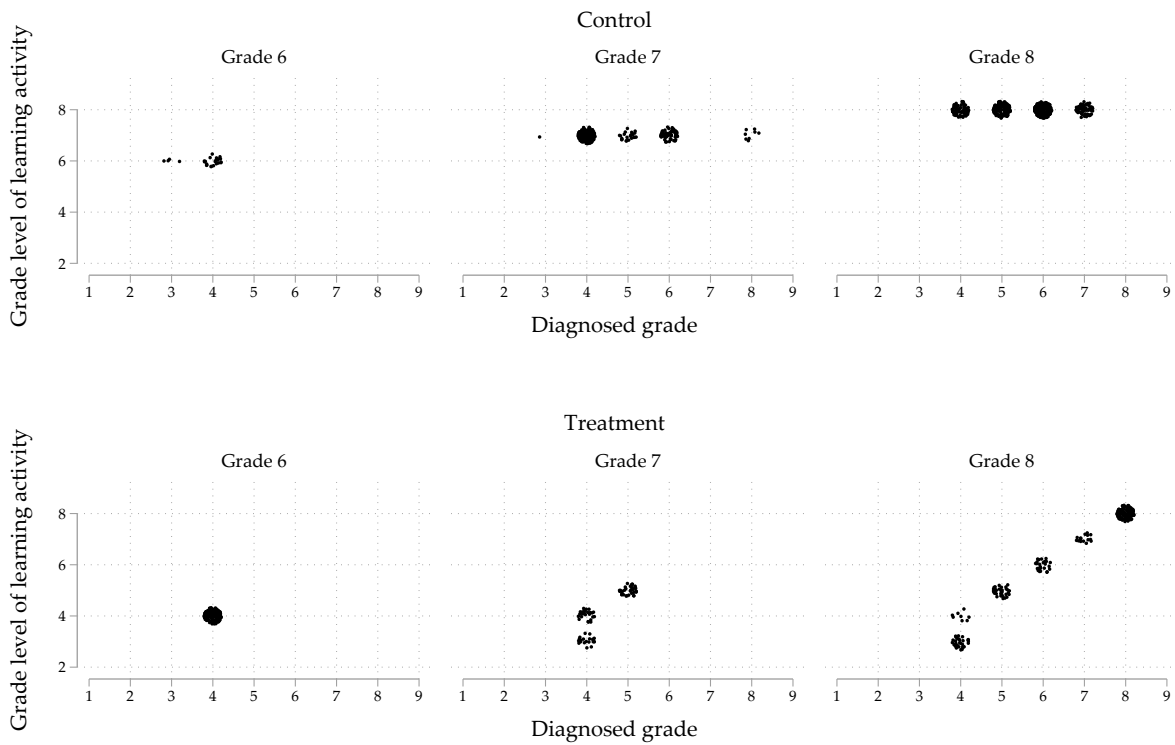 Control
Grade 6 Grade 7 Grade 8
Grade level of learning activity
8
6
4
2
1 2 3 4 5 6 7 8 9 1 2 3 4 5 6 7 8 9 1 2 3 4 5 6 7 8 9
Diagnosed grade
Treatment
Grade 6 Grade 7 Grade 8
Grade level of learning activity
8
6
4
2
1 2 3 4 5 6 7 8 9 1 2 3 4 5 6 7 8 9 1 2 3 4 5 6 7 8 9
Diagnosed grade